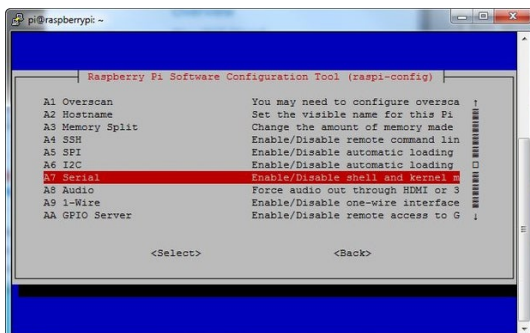 pi@raspberrypi: ~
Raspberry Pi Software Configuration Tool (raspi-config)
A1 Overscan You may need to configure oversca
A2 Hostname Set the visible name for this Pi
A3 Memory Split Change the amount of memory made
A4 SSH Enable/Disable remote command lin
A5 SPI Enable/Disable automatic loading
A6 I2C Enable/Disable automatic loading
A7 Serial Enable/Disable shell and kernel m
A8 Audio Force audio out through HDMI or 3
A9 1-Wire Enable/Disable one-wire interface
AA GPIO Server Enable/Disable remote access to G
<Select> <Back>